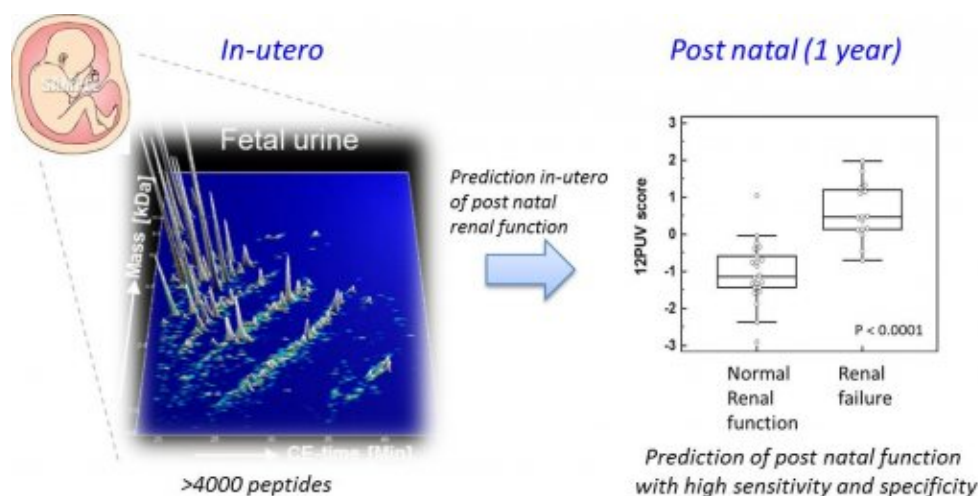 In-utero
Post natal (1 year)
Fetal urine
Mass [kDa]
CE-time [Min]
>4000 peptides
Prediction in-utero
of post natal
renal function
12PUV score
3
2
1
0
-1
-2
-3
P < 0.0001
Normal
Renal
function
Renal
failure
Prediction of post natal function
with high sensitivity and specificity